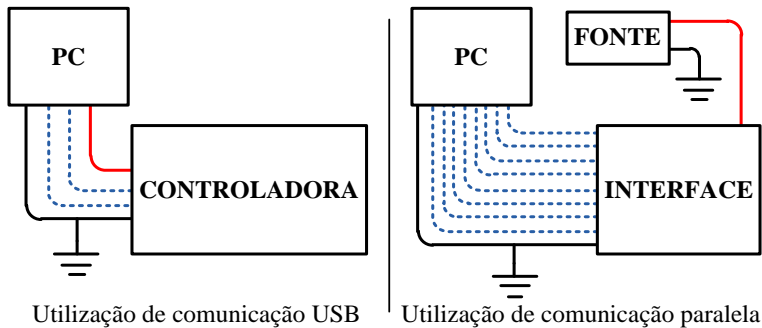 PC
CONTROLADORA
Utilização de comunicação USB
FONTE
PC
INTERFACE
Utilização de comunicação paralela